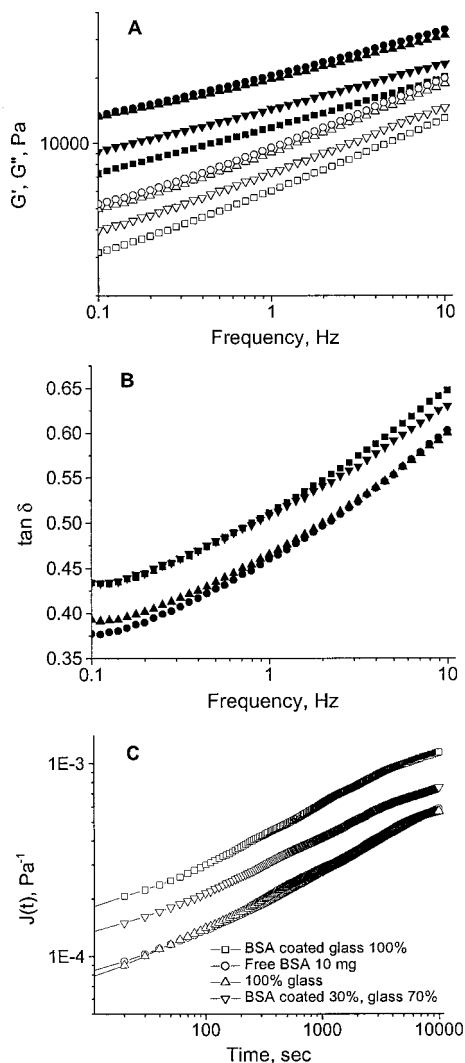 A
G', G'', Pa
10000
0.1
1
10
Frequency, Hz
B
tan δ
0.65
0.60
0.55
0.50
0.45
0.40
0.35
0.1
1
10
Frequency, Hz
C
J(t), Pa-1
1E-3
1E-4
BSA coated glass 100%
Free BSA 10 mg
100% glass
BSA coated 30%, glass 70%
100
1000
10000
Time, sec